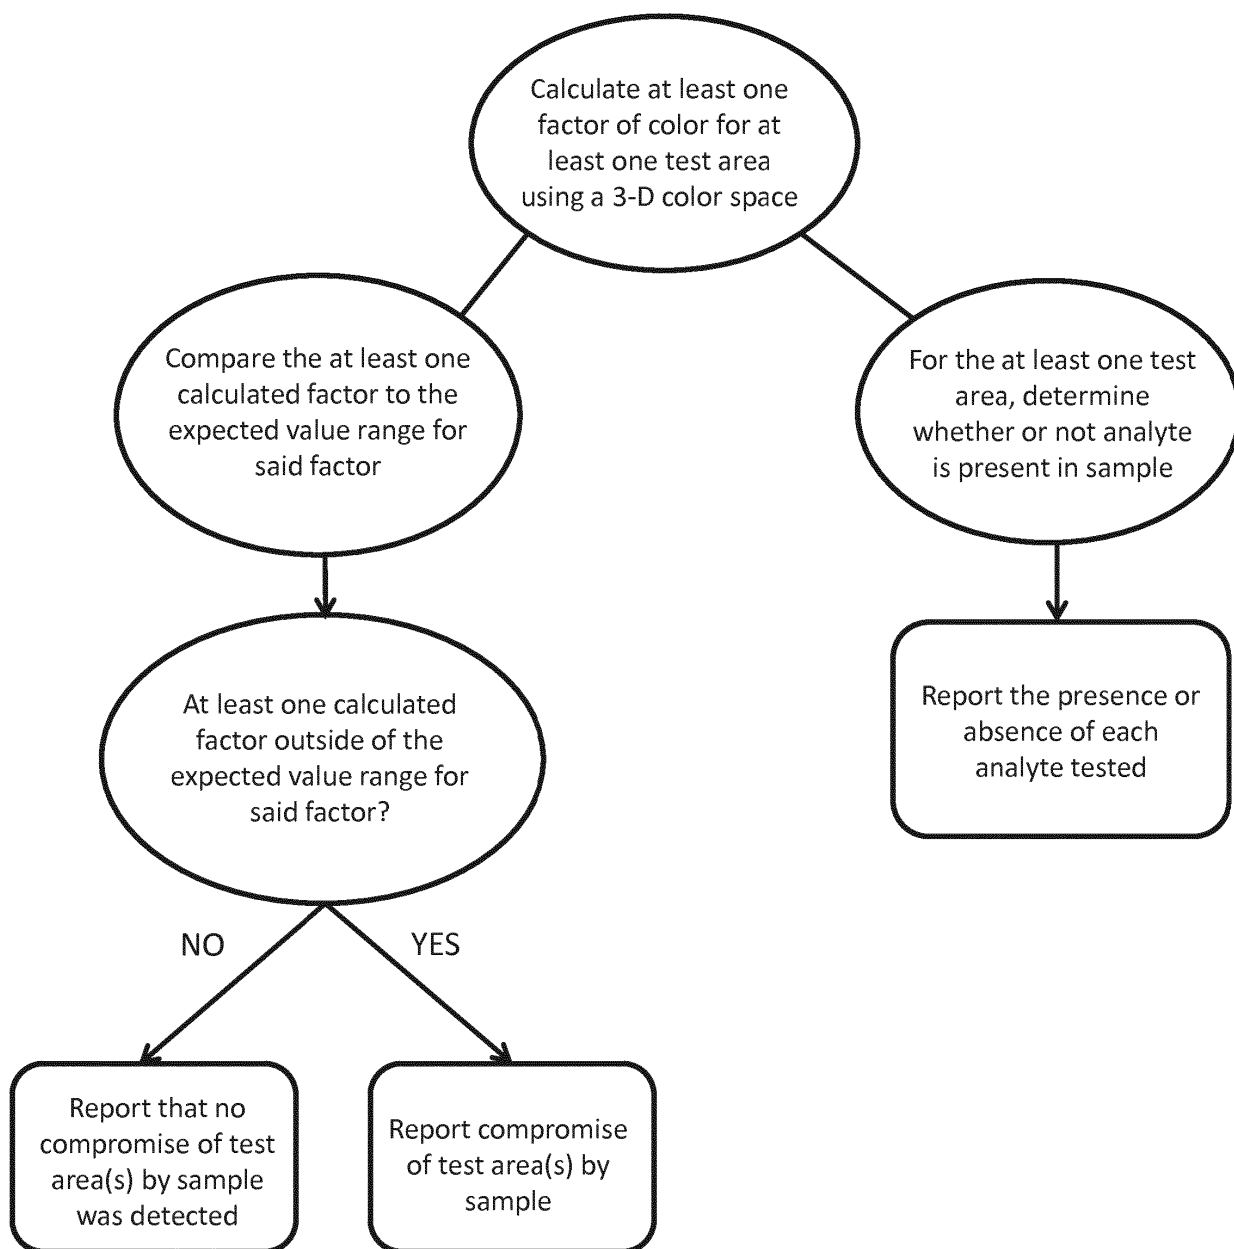 Calculate at least one
factor of color for at
least one test area
using a 3-D color space
Compare the at least one
calculated factor to the
expected value range for
said factor
For the at least one test
area, determine
whether or not analyte
is present in sample
At least one calculated
factor outside of the
expected value range for
said factor?
Report the presence or
absence of each
analyte tested
NO
YES
Report that no
compromise of test
area(s) by sample
was detected
Report compromise
of test area(s) by
sample